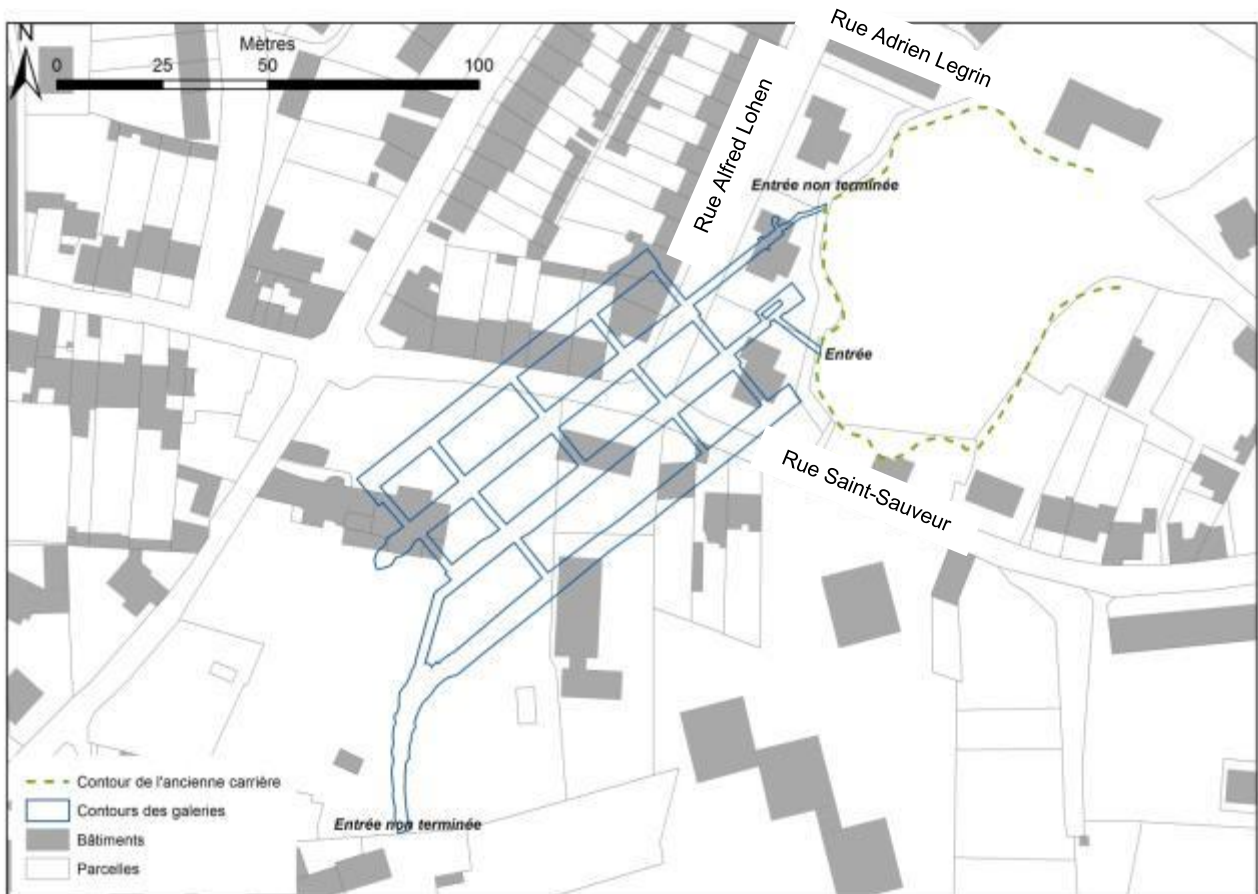 N
Mètres
0 25 50 100
Rue Adrien Legrin
Rue Alfred Lohen
Entrée non terminée
Entrée
Rue Saint-Sauveur
Contour de l'ancienne carrière
Contours des galeries
Bâtiments
Parcelles
Entrée non terminée